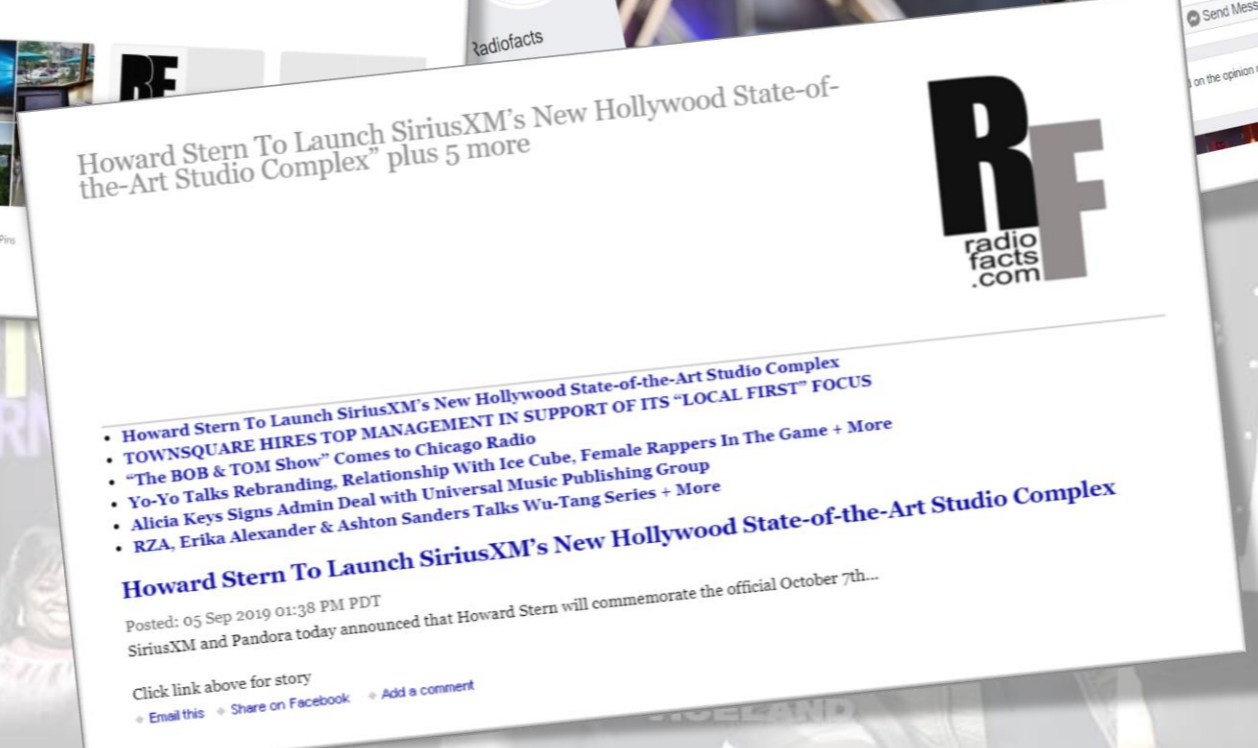 Radiofacts
Send Mess
on the opinion
RF
Pins
Howard Stern To Launch SiriusXM’s New Hollywood State-of-
the-Art Studio Complex” plus 5 more
RF
radio
facts
.com
• Howard Stern To Launch SiriusXM’s New Hollywood State-of-the-Art Studio Complex
• TOWNSQUARE HIRES TOP MANAGEMENT IN SUPPORT OF ITS “LOCAL FIRST” FOCUS
• “The BOB & TOM Show” Comes to Chicago Radio
• Yo-Yo Talks Rebranding, Relationship With Ice Cube, Female Rappers In The Game + More
• Alicia Keys Signs Admin Deal with Universal Music Publishing Group
• RZA, Erika Alexander & Ashton Sanders Talks Wu-Tang Series + More
Howard Stern To Launch SiriusXM’s New Hollywood State-of-the-Art Studio Complex
Posted: 05 Sep 2019 01:38 PM PDT
SiriusXM and Pandora today announced that Howard Stern will commemorate the official October 7th...
Click link above for story
Email this Share on Facebook Add a comment
VICELAND